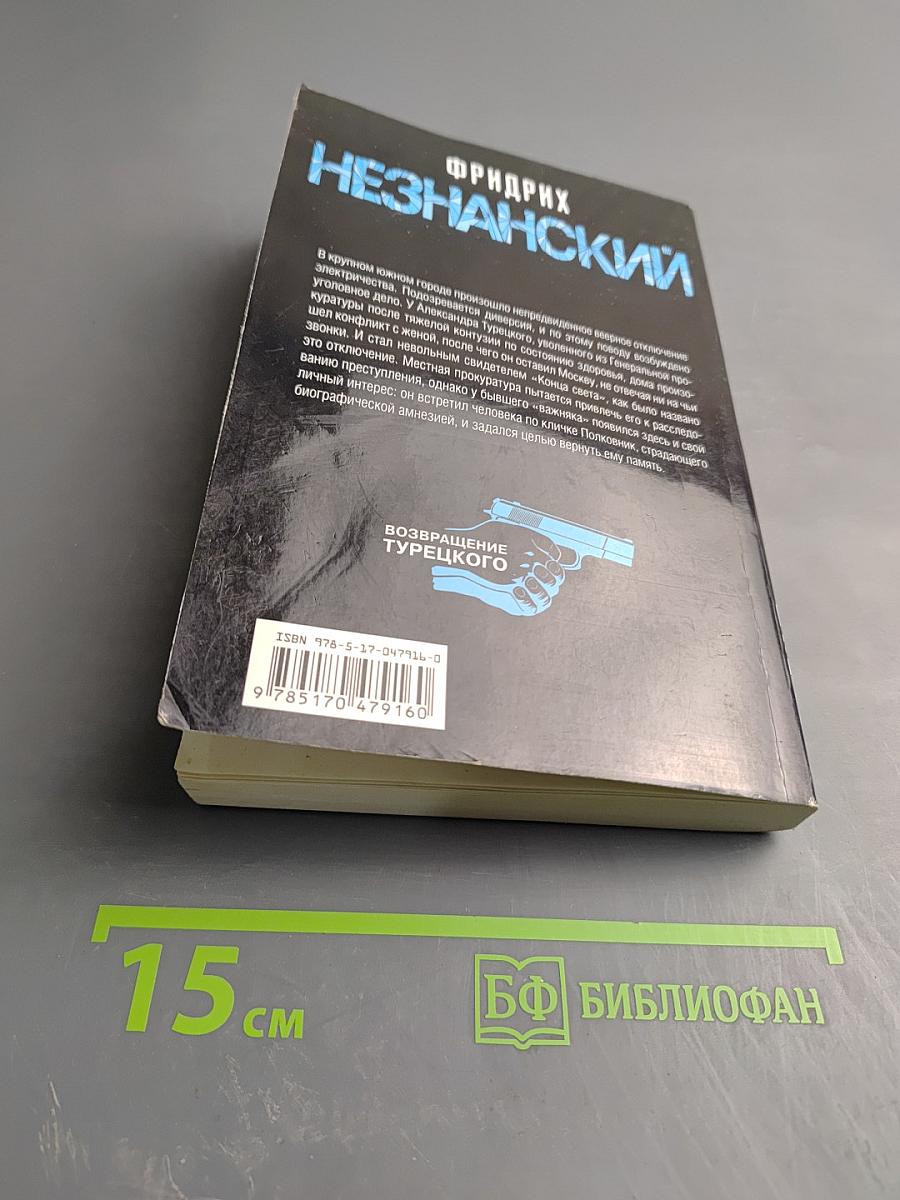 ФРИДРИХ
НЕЗНАНСКИЙ
В крупном южном городе произошло непредвиденное веерное отключение
электричества. Подозревается диверсия, и по этому поводу возбуждено
уголовное дело. У Александра Турецкого, уволенного из Генеральной про-
куратуры после тяжелой контузии по состоянию здоровья, дома произо-
шел конфликт с женой, после чего он оставил Москву, не отвечая ни на чьи
звонки. И стал невольным свидетелем «Конца света», как было названо
это отключение. Местная прокуратура пытается привлечь его к расследо-
ванию преступления, однако у бывшего «важняка» появился здесь и свой
личный интерес: он встретил человека по кличке Полковник, страдающего
биографической амнезией, и задался целью вернуть ему память.
ВОЗВРАЩЕНИЕ
ТУРЕЦКОГО
ISBN 978-5-17-047916-0
9 785170 479160
15 см
БФ БИБЛИОФАН